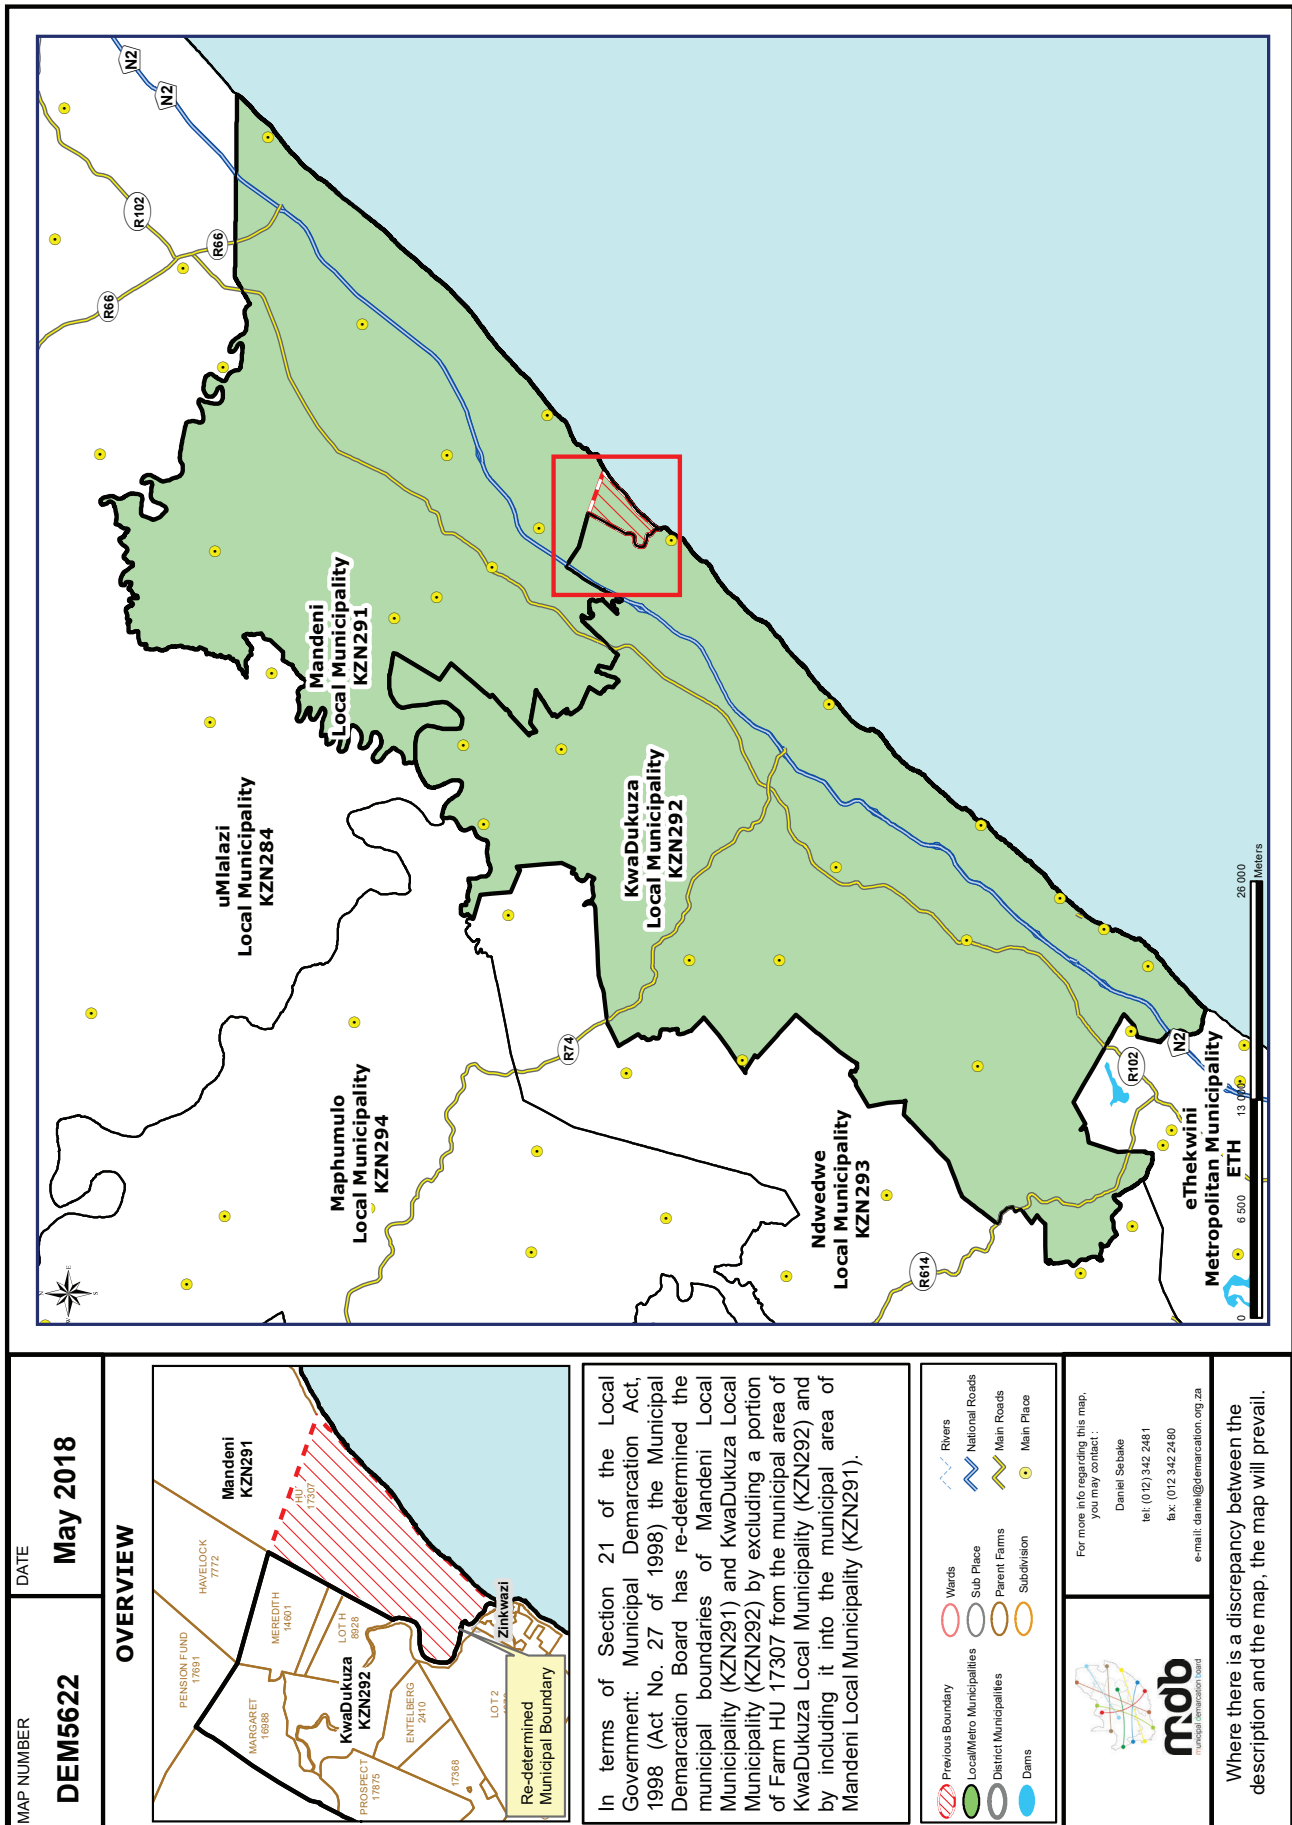 MAP NUMBER
DEM5622
DATE
May 2018
OVERVIEW
PENSION FUND
17691
HAVELOCK
7772
Mandeni
KZN291
HU
17307
MEREDITH
14601
LOT H
8928
MARGARET
16988
KwaDukuza
KZN292
ENTELBERG
2410
PROSPECT
17875
17368
LOT 2
Zinkwazi
Re-determined
Municipal Boundary
In terms of Section 21 of the Local
Government: Municipal Demarcation Act,
1998 (Act No. 27 of 1998) the Municipal
Demarcation Board has re-determined the
municipal boundaries of Mandeni Local
Municipality (KZN291) and KwaDukuza Local
Municipality (KZN292) by excluding a portion
of Farm HU 17307 from the municipal area of
KwaDukuza Local Municipality (KZN292) and
by including it into the municipal area of
Mandeni Local Municipality (KZN291).
Previous Boundary
Local/Metro Municipalities
District Municipalities
Dams
Wards
Sub Place
Parent Farms
Subdivision
Rivers
National Roads
Main Roads
Main Place
mdb
municipal demarcation board
For more info regarding this map,
you may contact :
Daniel Sebake
tel: (012) 342 2481
fax: (012 342 2480
e-mail: daniel@demarcation.org.za
Where there is a discrepancy between the
description and the map, the map will prevail.
N
E
S
W
N2
N2
R102
R66
R66
Mandeni
Local Municipality
KZN291
uMlalazi
Local Municipality
KZN284
KwaDukuza
Local Municipality
KZN292
Maphumulo
Local Municipality
KZN294
R74
Ndwedwe
Local Municipality
KZN293
R614
R102
N2
eThekwini
Metropolitan Municipality
ETH
0
6 500
13 000
26 000
Meters